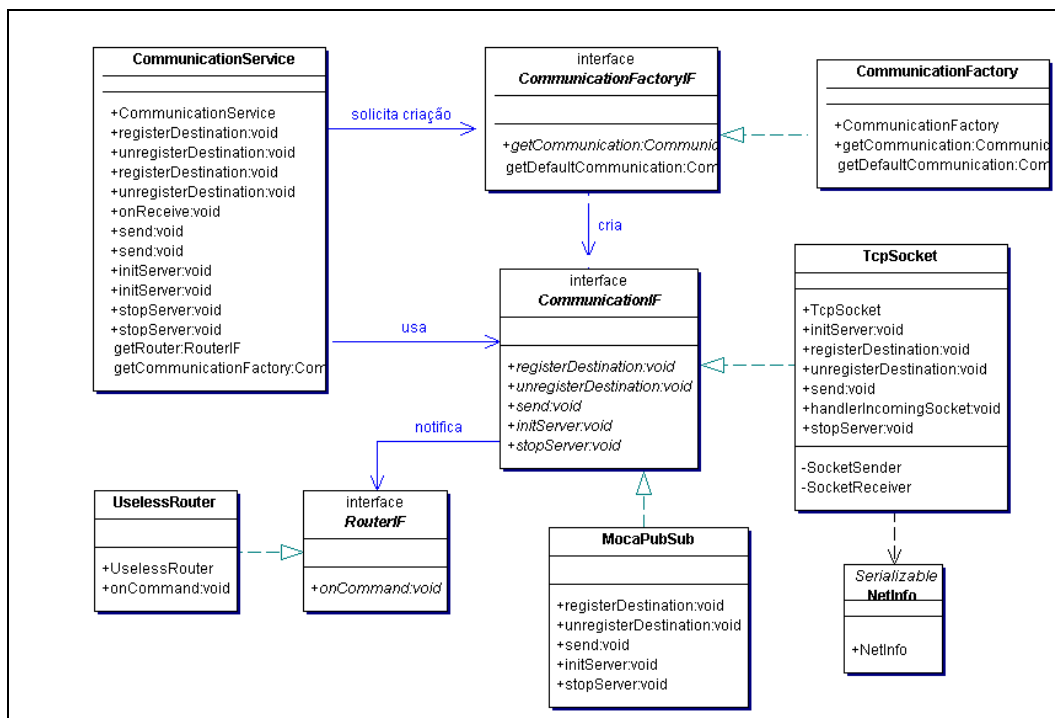 CommunicationService
+CommunicationService
+registerDestination:void
+unregisterDestination:void
+registerDestination:void
+unregisterDestination:void
+onReceive:void
+send:void
+send:void
+initServer:void
+initServer:void
+stopServer:void
+stopServer:void
getRouter:RouterIF
getCommunicationFactory:Com
solicita criação
interface
CommunicationFactoryIF
+getCommunication:Communic
getDefaultCommunication:Com
CommunicationFactory
+CommunicationFactory
+getCommunication:Communic
getDefaultCommunication:Com
cria
usa
interface
CommunicationIF
+registerDestination:void
+unregisterDestination:void
+send:void
+initServer:void
+stopServer:void
TcpSocket
+TcpSocket
+initServer:void
+registerDestination:void
+unregisterDestination:void
+send:void
+handlerIncomingSocket:void
+stopServer:void
-SocketSender
-SocketReceiver
notifica
UselessRouter
+UselessRouter
+onCommand:void
interface
RouterIF
+onCommand:void
MocaPubSub
+registerDestination:void
+unregisterDestination:void
+send:void
+initServer:void
+stopServer:void
Serializable
NetInfo
+NetInfo